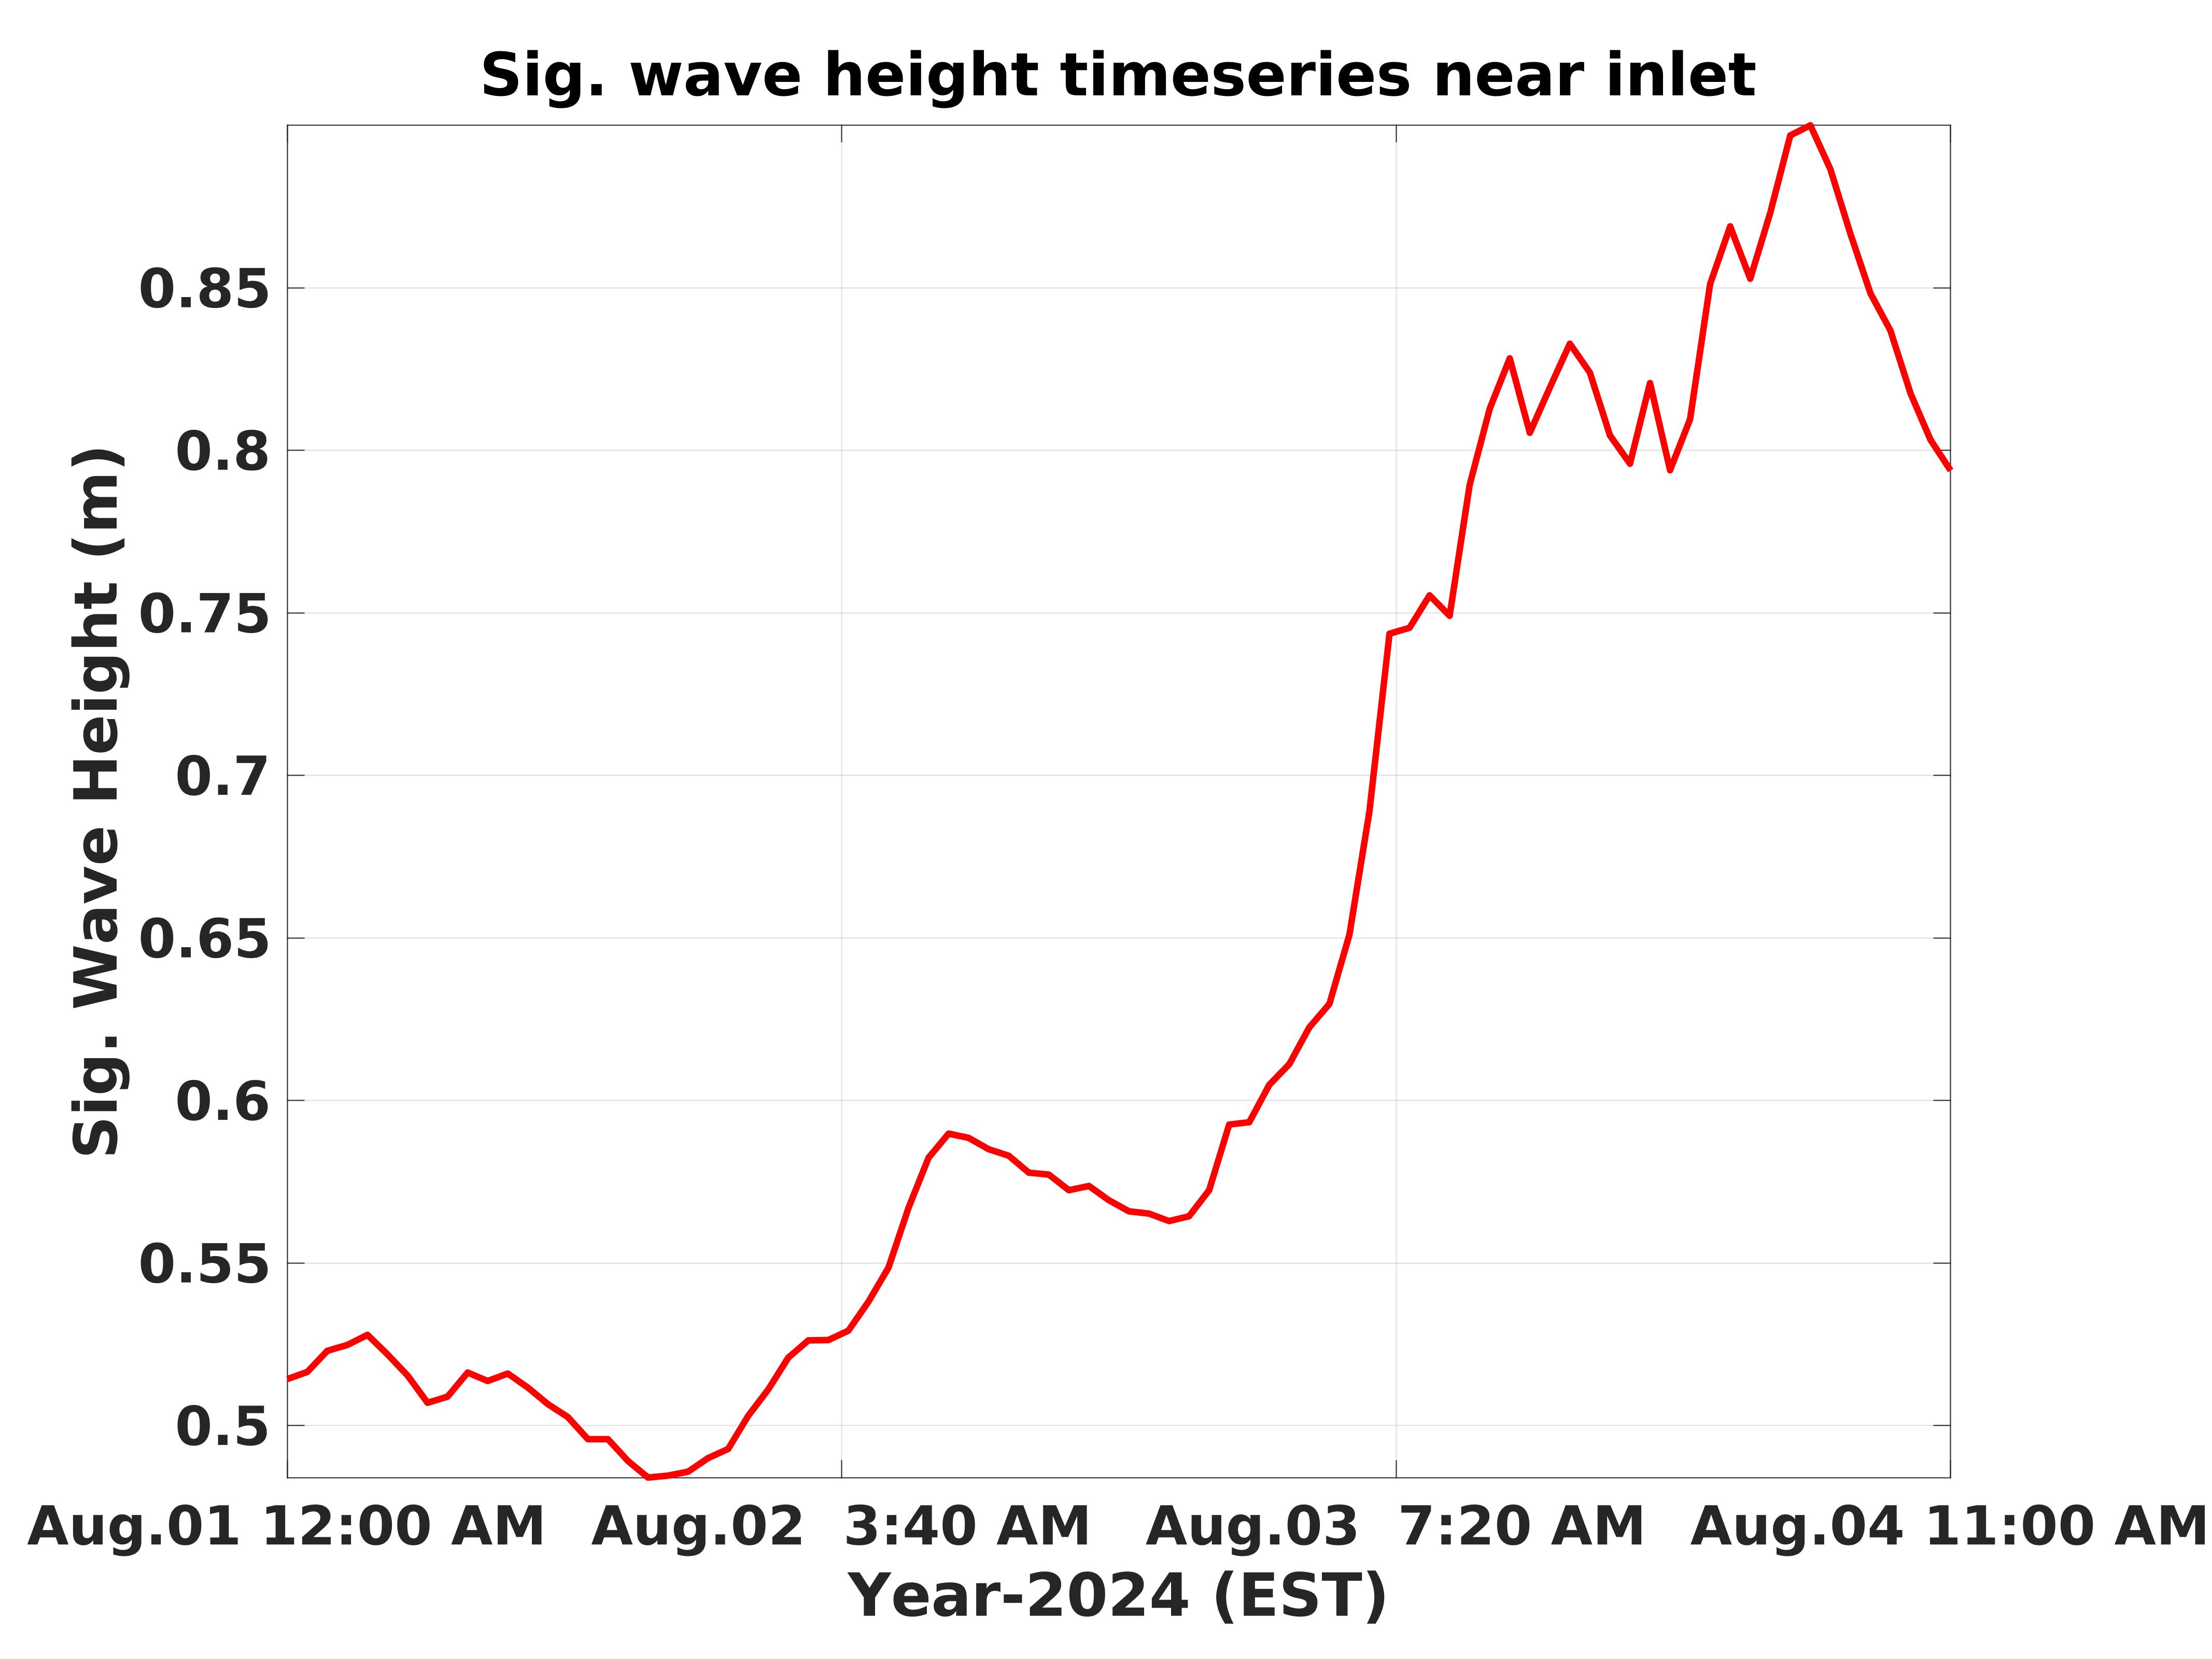 Sig. wave height timeseries near inlet
Sig. Wave Height (m)
0.85
0.8
0.75
0.7
0.65
0.6
0.55
0.5
Aug.01 12:00 AM Aug.02 3:40 AM Aug.03 7:20 AM Aug.04 11:00 AM
Year-2024 (EST)